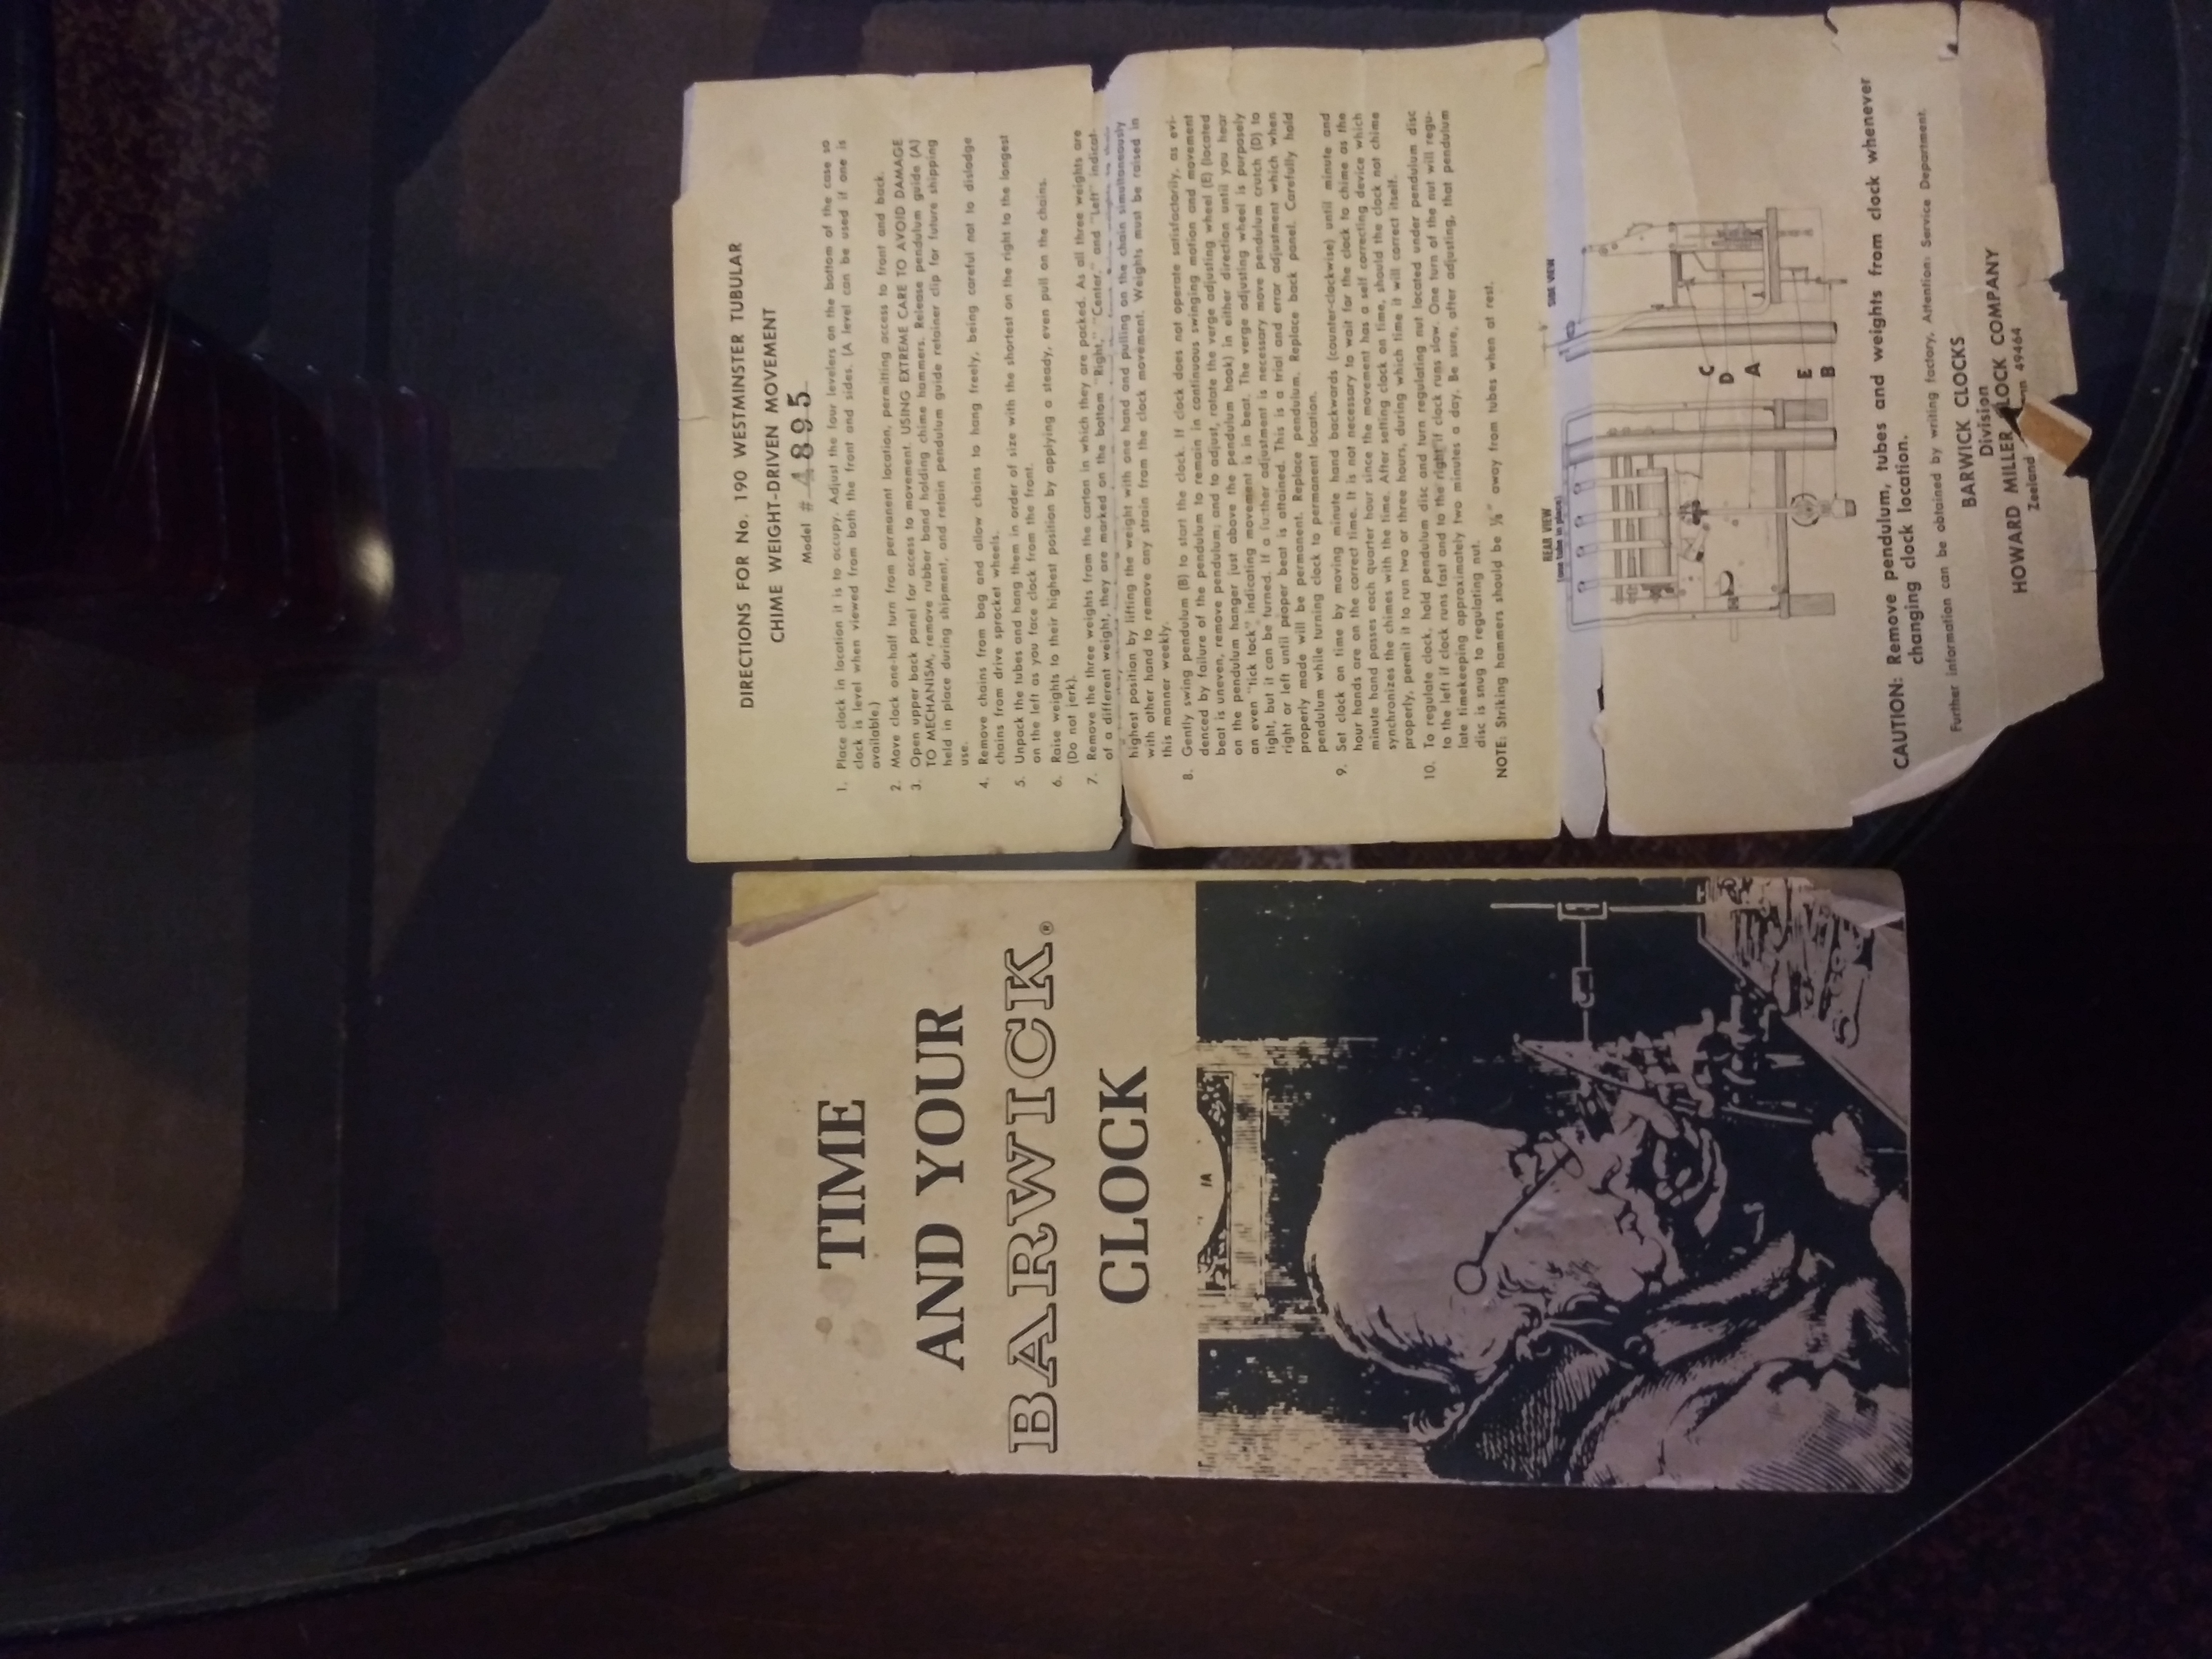 DIRECTIONS FOR No. 190 WESTMINSTER TUBULAR
CHIME WEIGHT-DRIVEN MOVEMENT
Model # 4895
1. Place clock in location it is to occupy. Adjust the four levelers on the bottom of the case so
clock is level when viewed from both the front and sides. (A level can be used if one is
available.)
2. Move clock one-half turn from permanent location, permitting access to front and back.
3. Open upper back panel for access to movement. USING EXTREME CARE TO AVOID DAMAGE
TO MECHANISM, remove rubber band holding chime hammers. Release pendulum guide (A)
held in place during shipment, and retain pendulum guide retainer clip for future shipping
use.
4. Remove chains from bag and allow chains to hang freely, being careful not to dislodge
chains from drive sprocket wheels.
5. Unpack the tubes and hang them in order of size with the shortest on the right to the longest
on the left as you face clock from the front.
6. Raise weights to their highest position by applying a steady, even pull on the chains.
(Do not jerk).
7. Remove the three weights from the carton in which they are packed. As all three weights are
of a different weight, they are marked on the bottom "Right," "Center," and "Left" indicat-
highest position by lifting the weight with one hand and pulling on the chain simultaneously
with other hand to remove any strain from the clock movement. Weights must be raised in
this manner weekly.
8. Gently swing pendulum (B) to start the clock. If clock does not operate satisfactorily, as evi-
denced by failure of the pendulum to remain in continuous swinging motion and movement
beat is uneven, remove pendulum; and to adjust, rotate the verge adjusting wheel (E) (located
on the pendulum hanger just above the pendulum hook) in either direction until you hear
an even "tick tock" indicating movement is in beat. The verge adjusting wheel is purposely
tight, but it can be turned. If a further adjustment is necessary move pendulum crutch (D) to
right or left until proper beat is attained. This is a trial and error adjustment which when
properly made will be permanent. Replace pendulum. Replace back panel. Carefully hold
pendulum while turning clock to permanent location.
9. Set clock on time by moving minute hand backwards (counter-clockwise) until minute and
hour hands are on the correct time. It is not necessary to wait for the clock to chime as the
minute hand passes each quarter hour since the movement has a self correcting device which
synchronizes the chimes with the time. After setting clock on time, should the clock not chime
properly, permit it to run two or three hours, during which time it will correct itself.
10. To regulate clock, hold pendulum disc and turn regulating nut located under pendulum disc
to the left if clock runs fast and to the right if clock runs slow. One turn of the nut will regu-
late timekeeping approximately two minutes a day. Be sure, after adjusting, that pendulum
disc is snug to regulating nut.
NOTE: Striking hammers should be ⅛" away from tubes when at rest.
REAR VIEW
(one tube in place)
SIDE VIEW
C
D
A
E
B
CAUTION: Remove pendulum, tubes and weights from clock whenever
changing clock location.
Further information can be obtained by writing factory, Attention: Service Department.
BARWICK CLOCKS
Division
HOWARD MILLER CLOCK COMPANY
Zeeland 49464
TIME
AND YOUR
BARWICK®
CLOCK